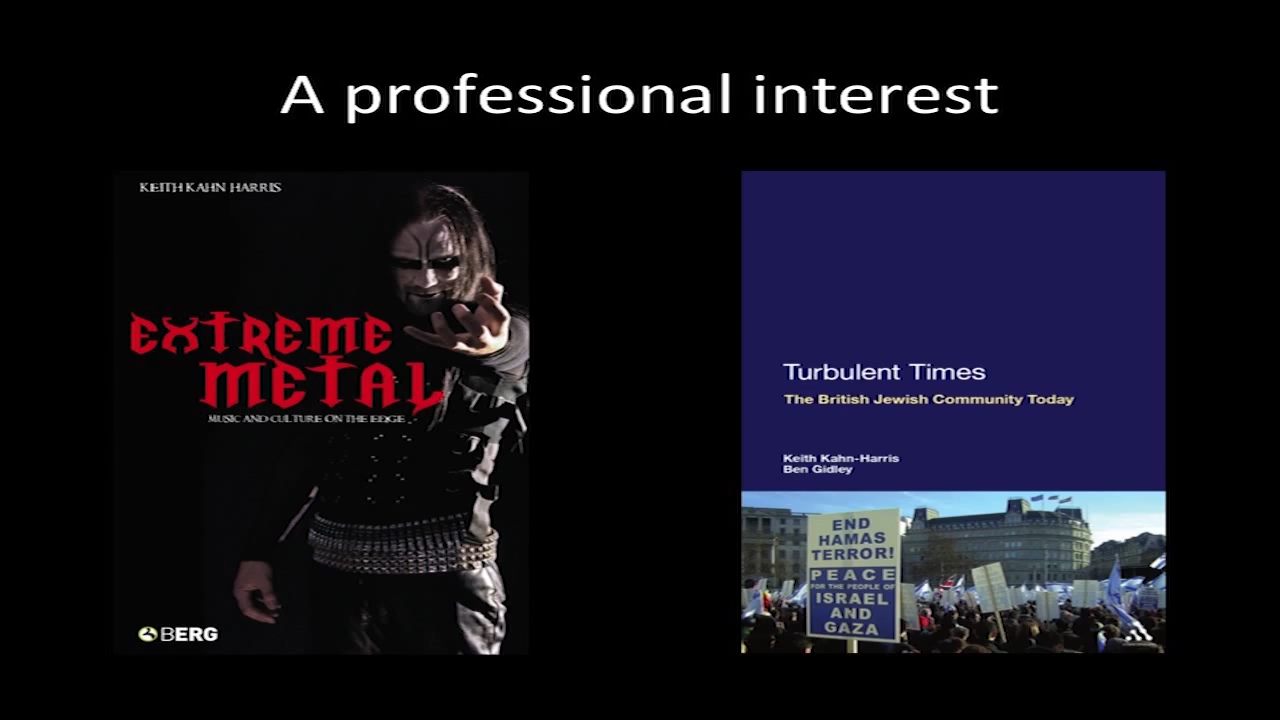 A professional interest
KEITH KAHN HARRIS
EXTREME
METAL
MUSIC AND CULTURE ON THE EDGE
BERG
Turbulent Times
The British Jewish Community Today
Keith Kahn-Harris
Ben Gidley
END
HAMAS
TERROR!
PEACE
FOR THE PEOPLE OF
ISRAEL
AND
GAZA